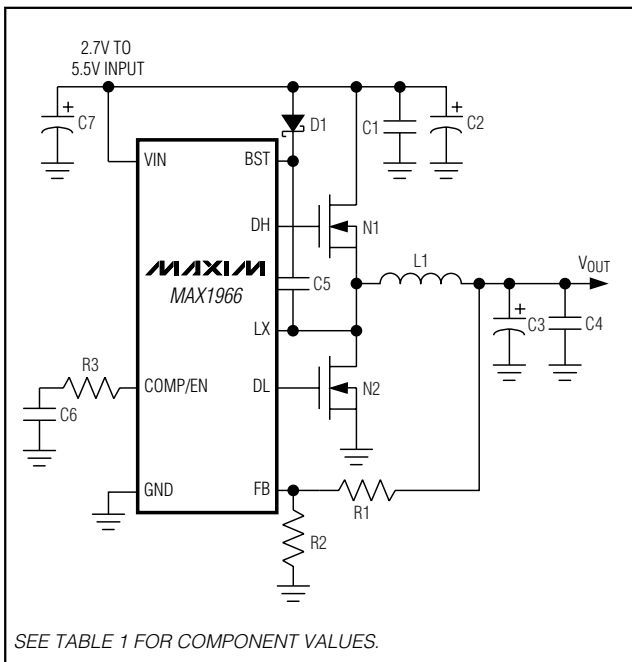 2.7V TO
5.5V INPUT
+
C7
D1
C1
+
C2
VIN
BST
DH
N1
MAXIM
MAX1966
C5
L1
VOUT
+
C3
C4
LX
R3
COMP/EN
DL
N2
C6
GND
FB
R1
R2
SEE TABLE 1 FOR COMPONENT VALUES.